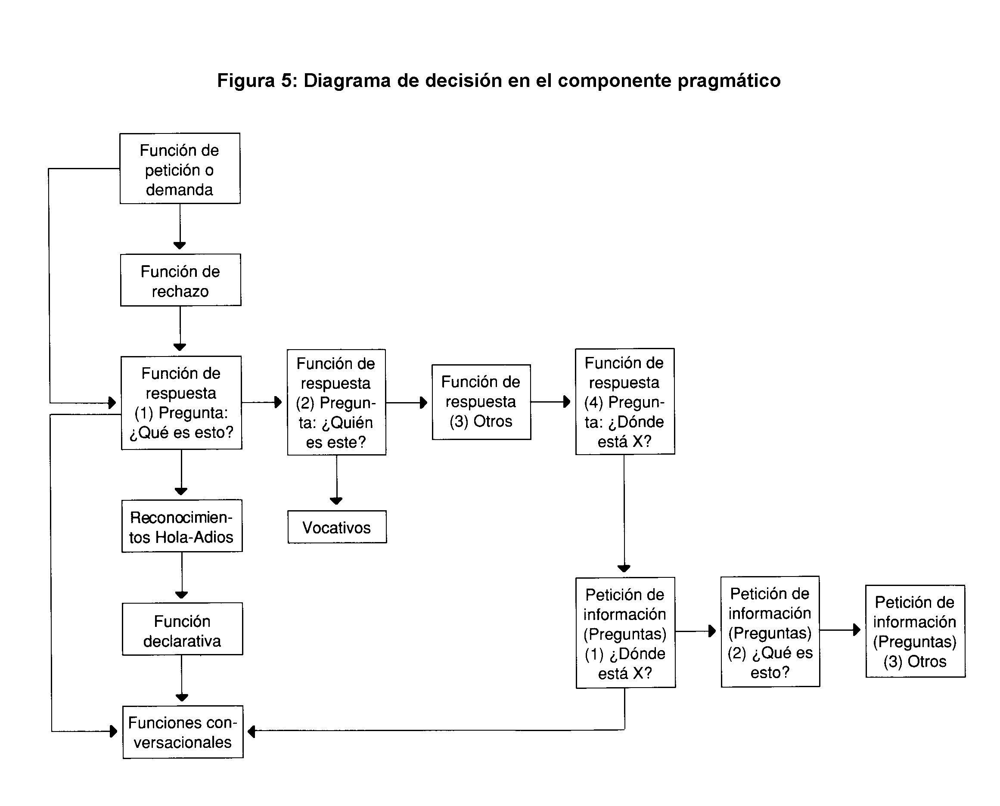 Figura 5: Diagrama de decisión en el componente pragmático
Función de
petición o
demanda
Función de
rechazo
Función de
respuesta
(1) Pregunta:
¿Qué es esto?
Función de
respuesta
(2) Pregun-
ta: ¿Quién
es este?
Función de
respuesta
(3) Otros
Función de
respuesta
(4) Pregun-
ta: ¿Dónde
está X?
Reconocimien-
tos Hola-Adios
Vocativos
Función
declarativa
Petición de
información
(Preguntas)
(1) ¿Dónde
está X?
Petición de
información
(Preguntas)
(2) ¿Qué es
esto?
Petición de
información
(Preguntas)
(3) Otros
Funciones con-
versacionales